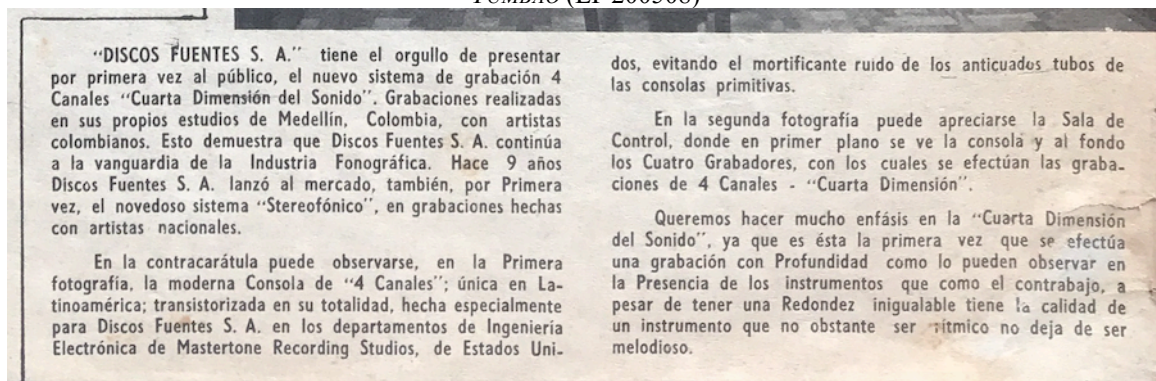 "DISCOS FUENTES S. A." tiene el orgullo de presentar
por primera vez al público, el nuevo sistema de grabación 4
Canales "Cuarta Dimensión del Sonido". Grabaciones realizadas
en sus propios estudios de Medellín, Colombia, con artistas
colombianos. Esto demuestra que Discos Fuentes S. A. continúa
a la vanguardia de la Industria Fonográfica. Hace 9 años
Discos Fuentes S. A. lanzó al mercado, también, por Primera
vez, el novedoso sistema "Stereofónico", en grabaciones hechas
con artistas nacionales.
En la contracarátula puede observarse, en la Primera
fotografía, la moderna Consola de "4 Canales"; única en La-
tinoamérica; transistorizada en su totalidad, hecha especialmente
para Discos Fuentes S. A. en los departamentos de Ingeniería
Electrónica de Mastertone Recording Studios, de Estados Uni-
dos, evitando el mortificante ruido de los anticuados tubos de
las consolas primitivas.
En la segunda fotografía puede apreciarse la Sala de
Control, donde en primer plano se ve la consola y al fondo
los Cuatro Grabadores, con los cuales se efectúan las graba-
ciones de 4 Canales - "Cuarta Dimensión".
Queremos hacer mucho enfásis en la "Cuarta Dimensión
del Sonido", ya que es ésta la primera vez que se efectúa
una grabación con Profundidad como lo pueden observar en
la Presencia de los instrumentos que como el contrabajo, a
pesar de tener una Redondez inigualable tiene la calidad de
un instrumento que no obstante ser rítmico no deja de ser
melodioso.